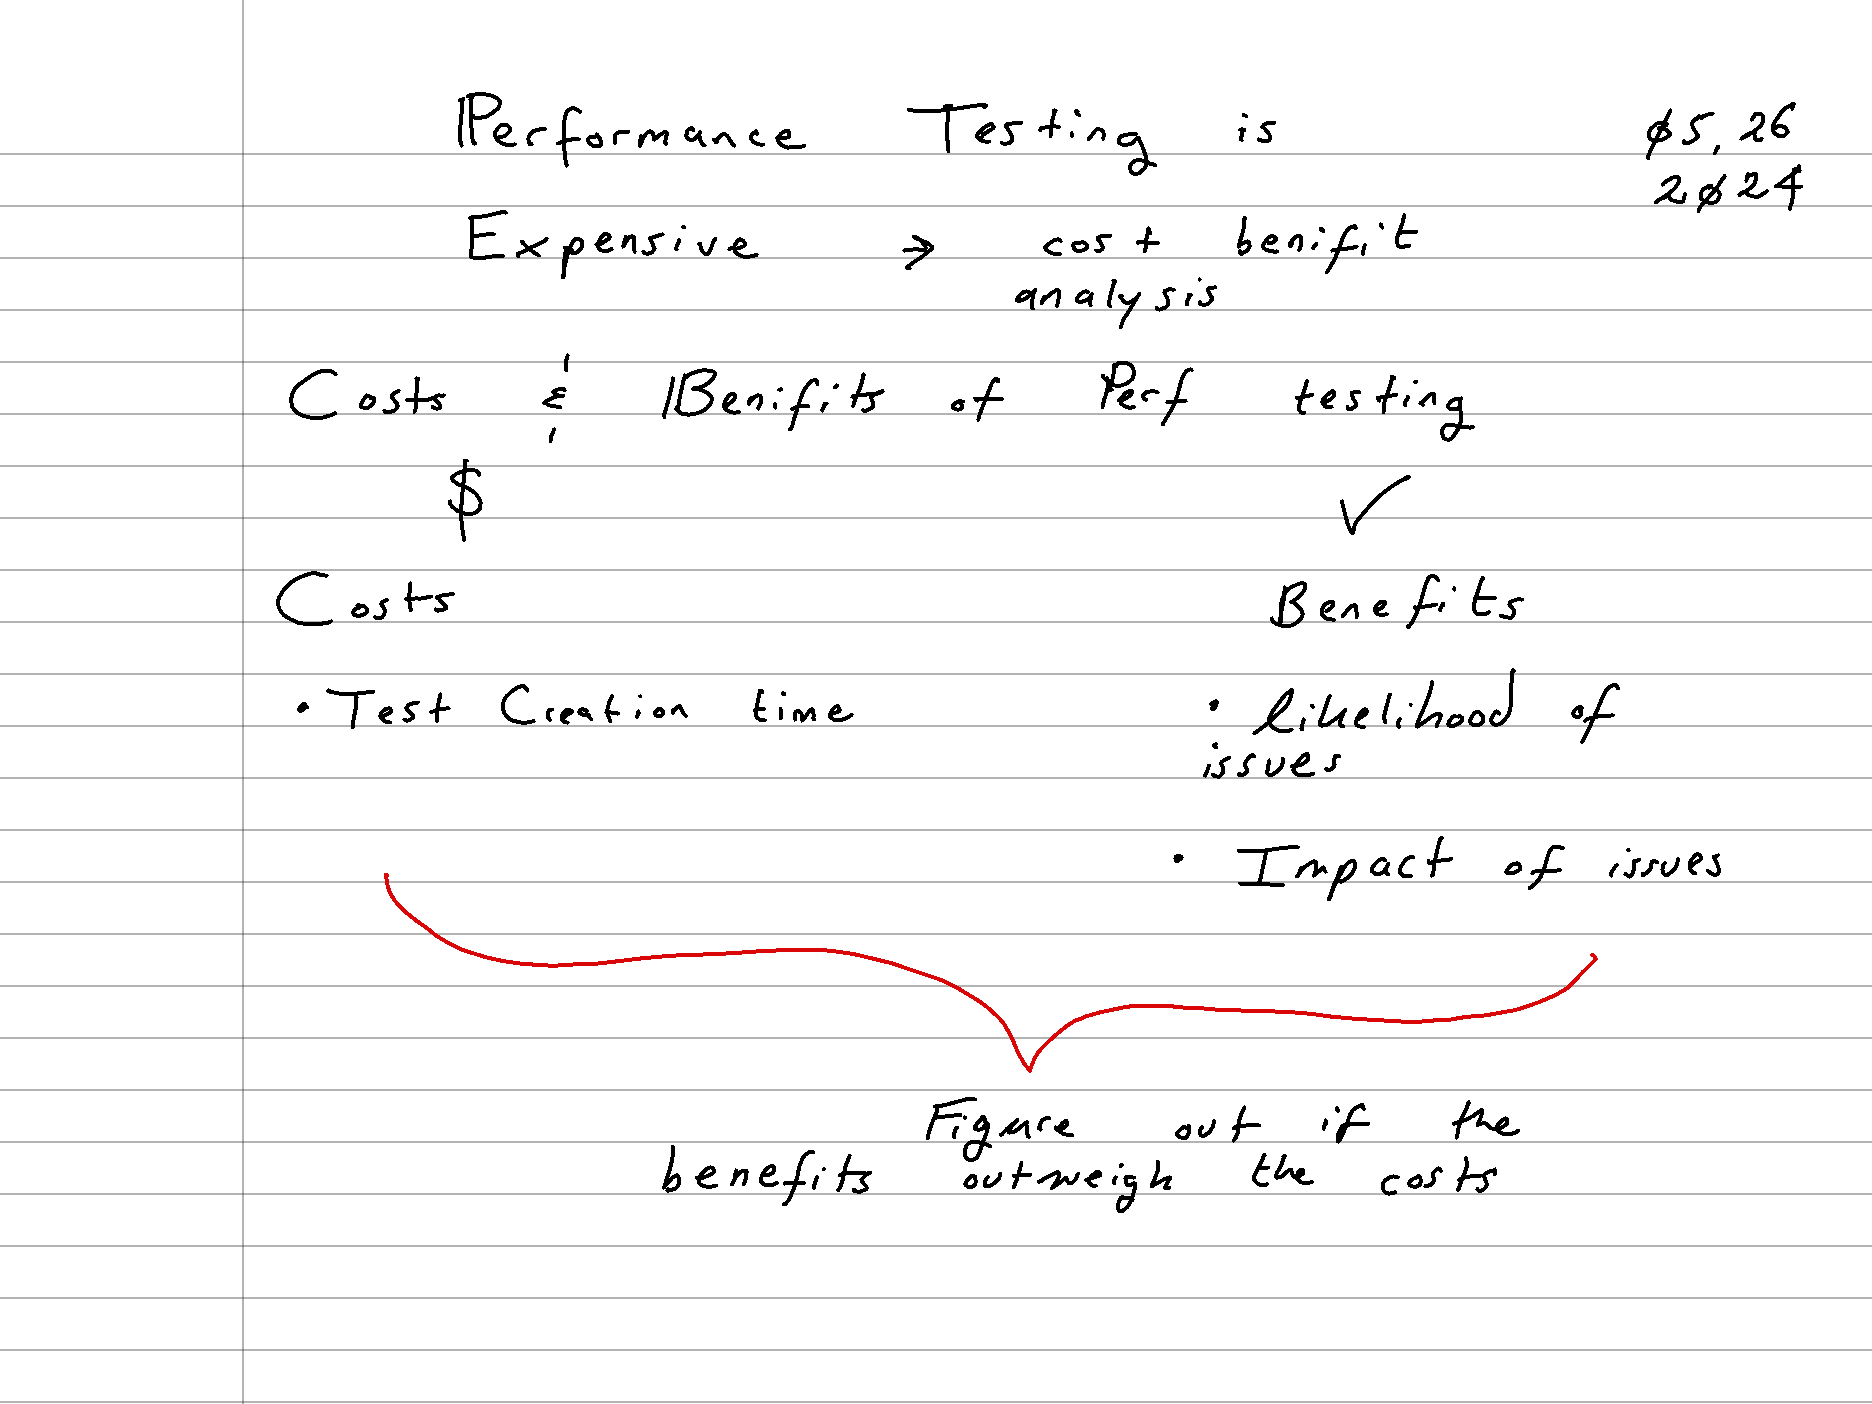 Performance Testing is
05, 26
2024
Expensive → cost benifit
analysis
Costs & Benifits of Perf testing
$ ✓
Costs Benefits
• Test Creation time • likelihood of
issues
• Impact of issues
Figure out if the
benefits outweigh the costs